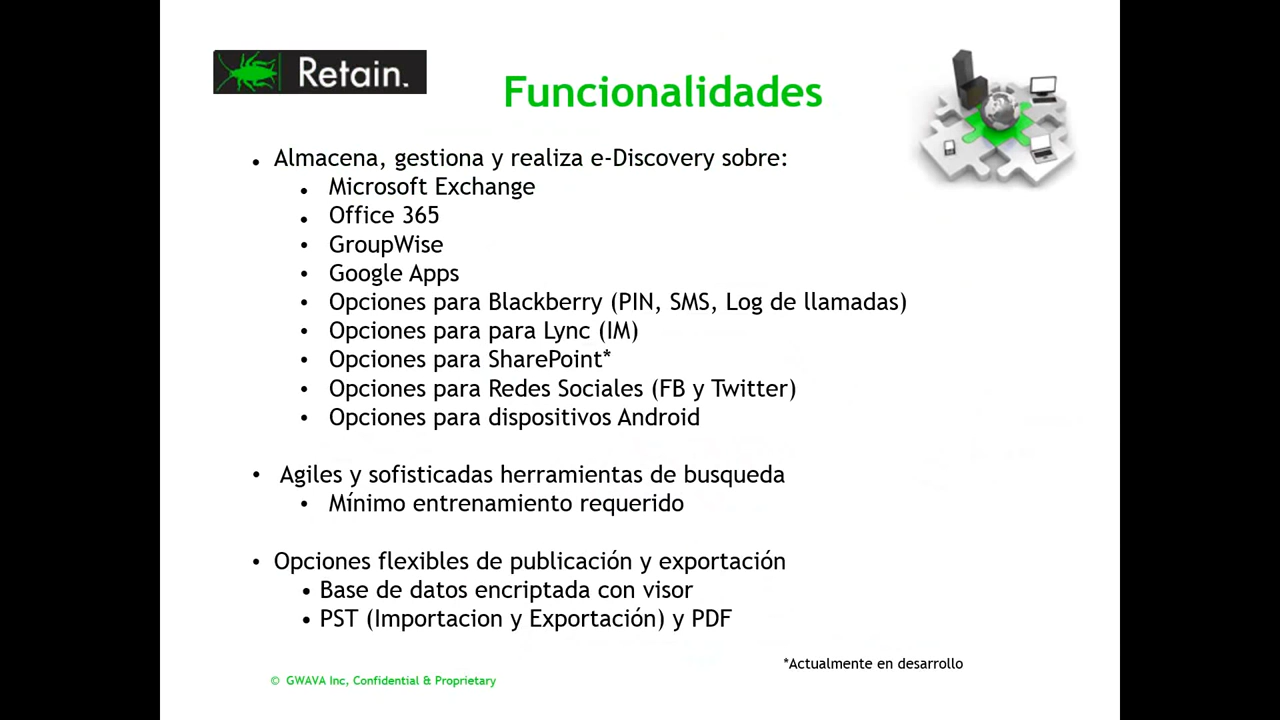 Retain.
Funcionalidades
• Almacena, gestiona y realiza e-Discovery sobre:
• Microsoft Exchange
• Office 365
• GroupWise
• Google Apps
• Opciones para Blackberry (PIN, SMS, Log de llamadas)
• Opciones para para Lync (IM)
• Opciones para SharePoint*
• Opciones para Redes Sociales (FB y Twitter)
• Opciones para dispositivos Android
• Agiles y sofisticadas herramientas de busqueda
• Mínimo entrenamiento requerido
• Opciones flexibles de publicación y exportación
• Base de datos encriptada con visor
• PST (Importacion y Exportación) y PDF
*Actualmente en desarrollo
© GWAVA Inc, Confidential & Proprietary